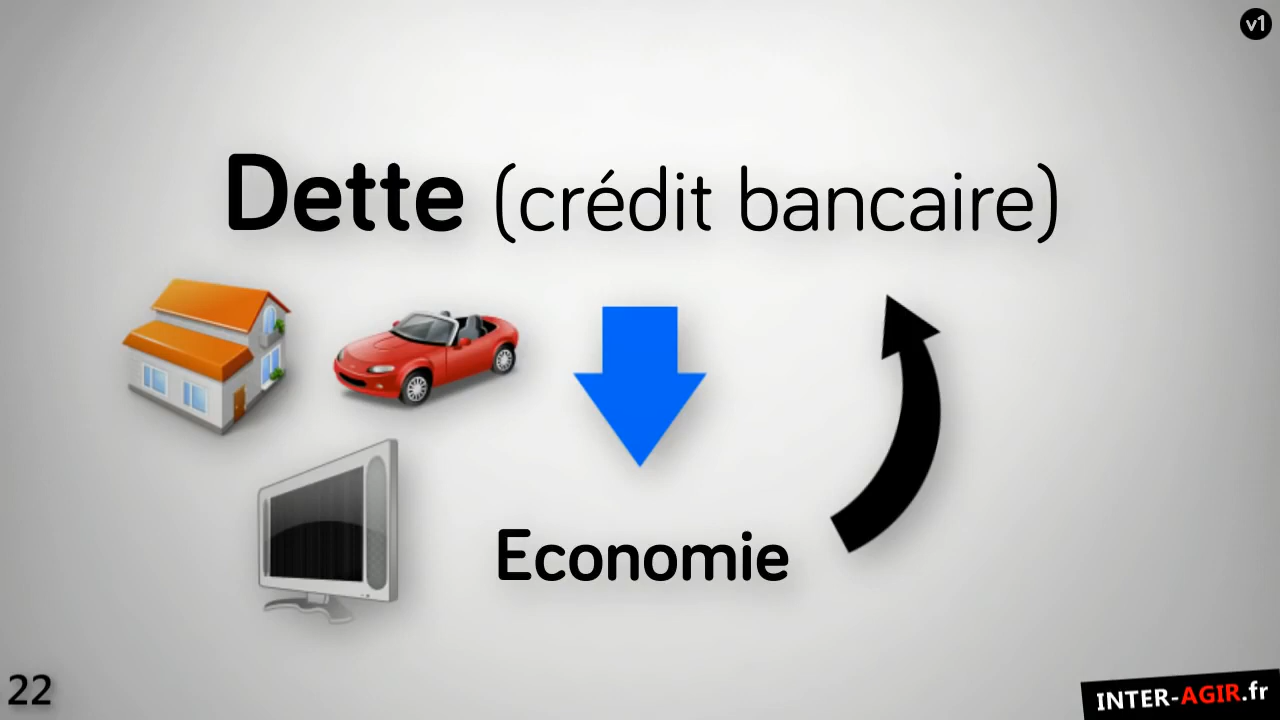 v1
Dette (crédit bancaire)
Economie
22
INTER-AGIR.fr